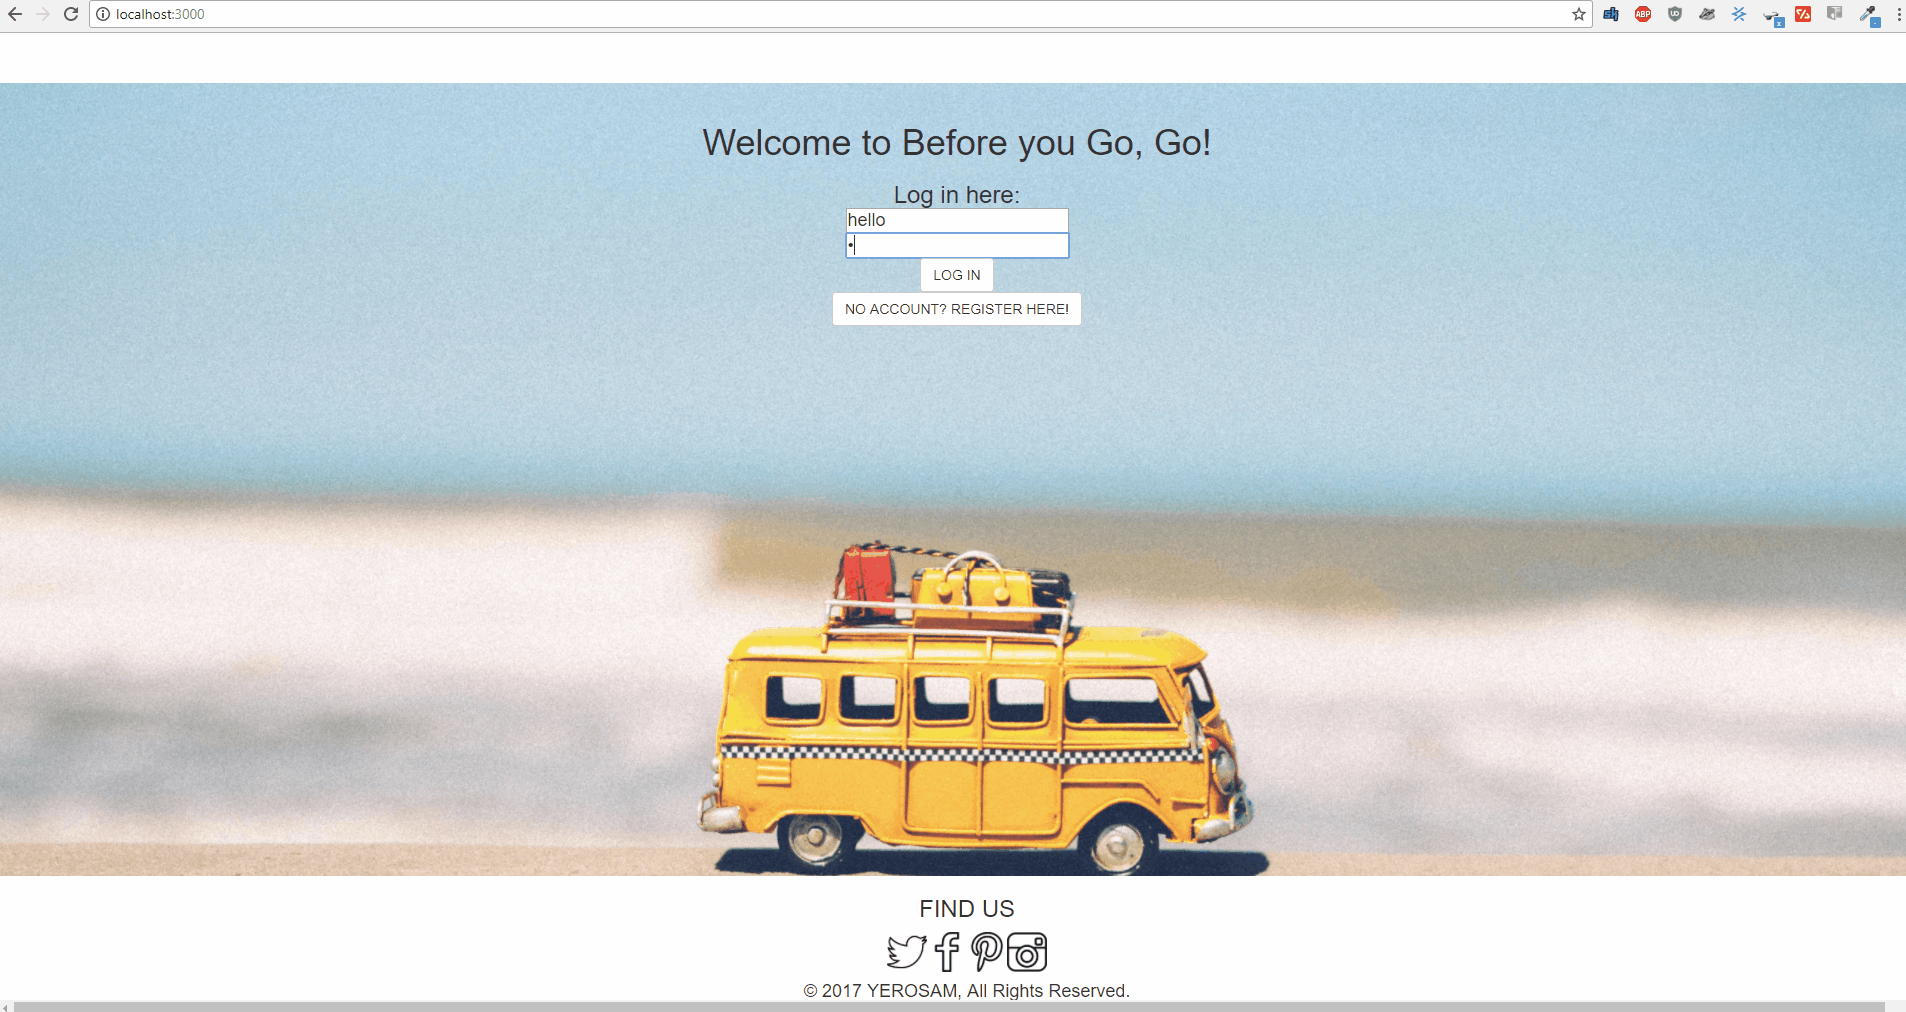 localhost:3000
Welcome to Before you Go, Go!
Log in here:
hello
•
LOG IN
NO ACCOUNT? REGISTER HERE!
FIND US
© 2017 YEROSAM, All Rights Reserved.